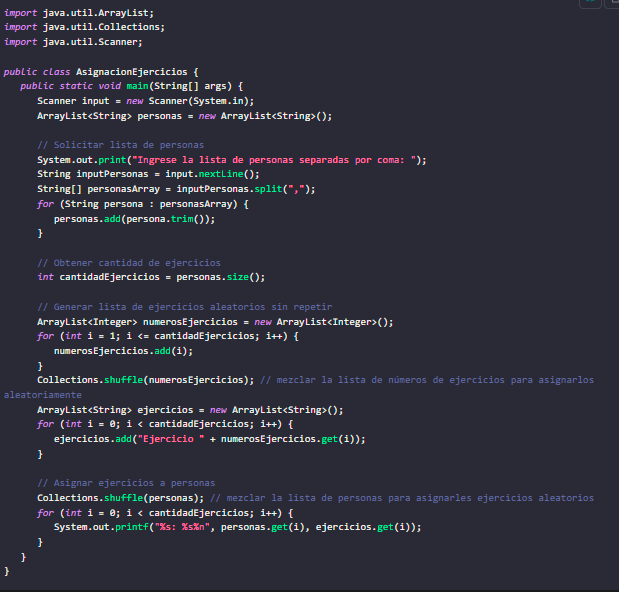 import java.util.ArrayList;
import java.util.Collections;
import java.util.Scanner;

public class AsignacionEjercicios {
   public static void main(String[] args) {
      Scanner input = new Scanner(System.in);
      ArrayList<String> personas = new ArrayList<String>();

      // Solicitar lista de personas
      System.out.print("Ingrese la lista de personas separadas por coma: ");
      String inputPersonas = input.nextLine();
      String[] personasArray = inputPersonas.split(",");
      for (String persona : personasArray) {
         personas.add(persona.trim());
      }

      // Obtener cantidad de ejercicios
      int cantidadEjercicios = personas.size();

      // Generar lista de ejercicios aleatorios sin repetir
      ArrayList<Integer> numerosEjercicios = new ArrayList<Integer>();
      for (int i = 1; i <= cantidadEjercicios; i++) {
         numerosEjercicios.add(i);
      }
      Collections.shuffle(numerosEjercicios); // mezclar la lista de números de ejercicios para asignarlos
aleatoriamente
      ArrayList<String> ejercicios = new ArrayList<String>();
      for (int i = 0; i < cantidadEjercicios; i++) {
         ejercicios.add("Ejercicio " + numerosEjercicios.get(i));
      }

      // Asignar ejercicios a personas
      Collections.shuffle(personas); // mezclar la lista de personas para asignarles ejercicios aleatorios
      for (int i = 0; i < cantidadEjercicios; i++) {
         System.out.printf("%s: %s%n", personas.get(i), ejercicios.get(i));
      }
   }
}